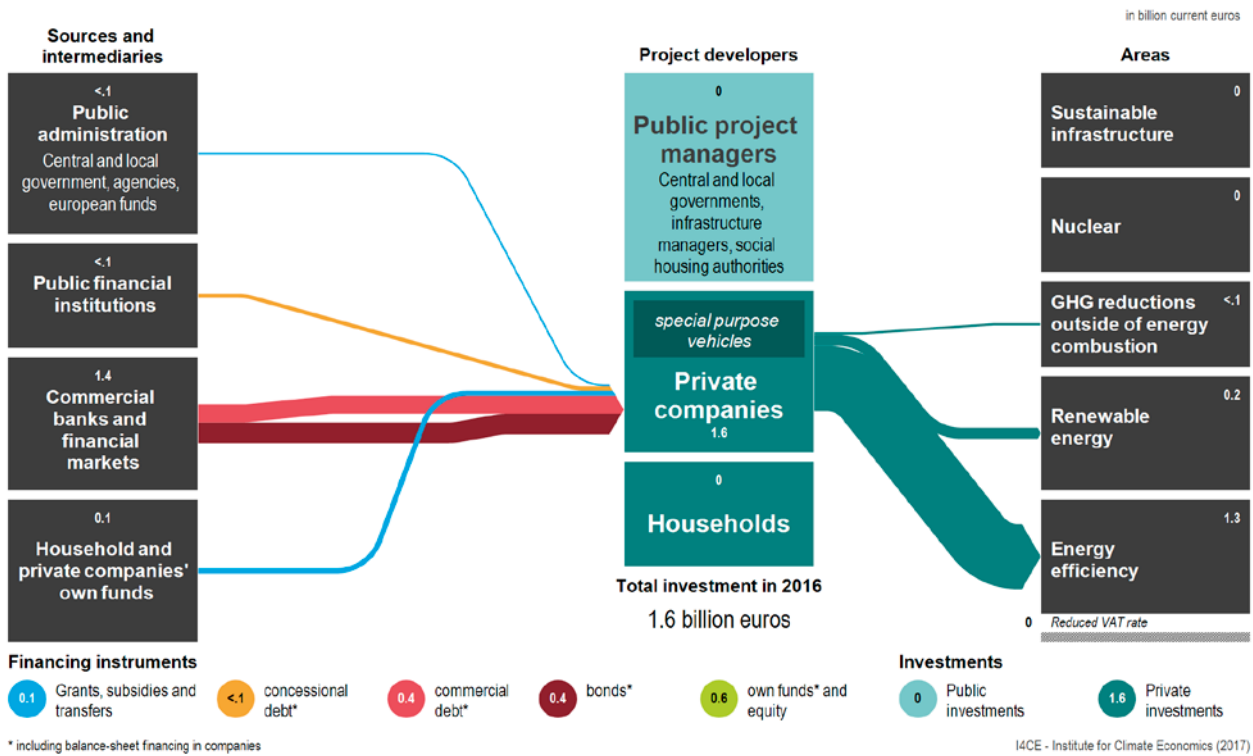 in billion current euros
Sources and
intermediaries
<.1
Public
administration
Central and local
government, agencies,
european funds
<.1
Public financial
institutions
1.4
Commercial
banks and
financial
markets
0.1
Household and
private companies'
own funds
Project developers
0
Public project
managers
Central and local
governments,
infrastructure
managers, social
housing authorities
special purpose
vehicles
Private
companies
1.6
0
Households
Total investment in 2016
1.6 billion euros
Areas
0
Sustainable
infrastructure
0
Nuclear
<.1
GHG reductions
outside of energy
combustion
0.2
Renewable
energy
1.3
Energy
efficiency
0 Reduced VAT rate
Financing instruments
0.1 Grants, subsidies and
transfers
<.1 concessional
debt*
0.4 commercial
debt*
0.4 bonds*
0.6 own funds* and
equity
Investments
0 Public
investments
1.6 Private
investments
* including balance-sheet financing in companies
I4CE - Institute for Climate Economics (2017)